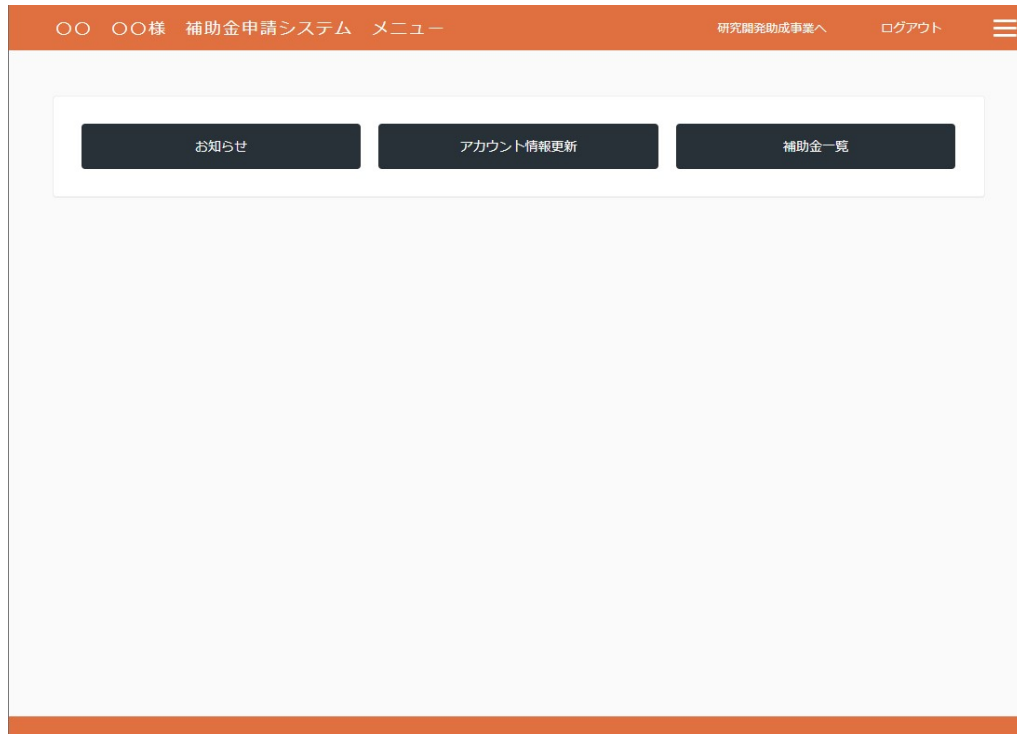 〇〇　〇〇様　補助金申請システム　メニュー
研究開発助成事業へ　ログアウト
お知らせ　アカウント情報更新　補助金一覧